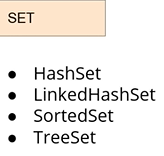 SET
● HashSet
● LinkedHashSet
● SortedSet
● TreeSet